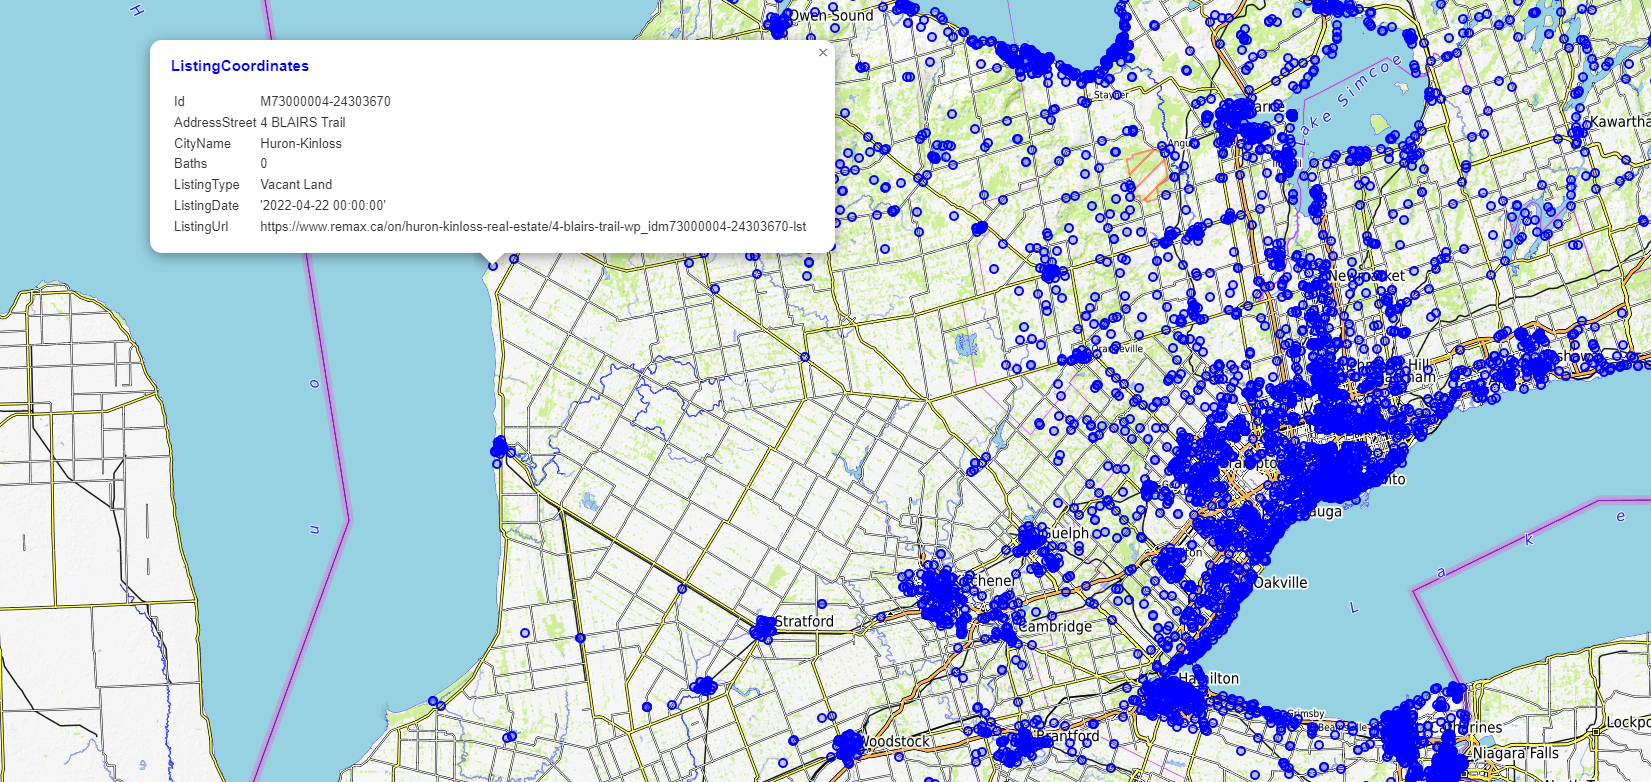 H
Owen Sound
×
ListingCoordinates
Id M73000004-24303670
AddressStreet 4 BLAIRS Trail
CityName Huron-Kinloss
Baths 0
ListingType Vacant Land
ListingDate '2022-04-22 00:00:00'
ListingUrl https://www.remax.ca/on/huron-kinloss-real-estate/4-blairs-trail-wp_idm73000004-24303670-lst
Stayner
Lake Simcoe
Kawartha
Newmarket
Orangeville
o
u
Guelph
Oakville
L a k e
Stratford
Cambridge
Hamilton
Grimsby
Woodstock
Brantford
Niagara Falls
Lockpo